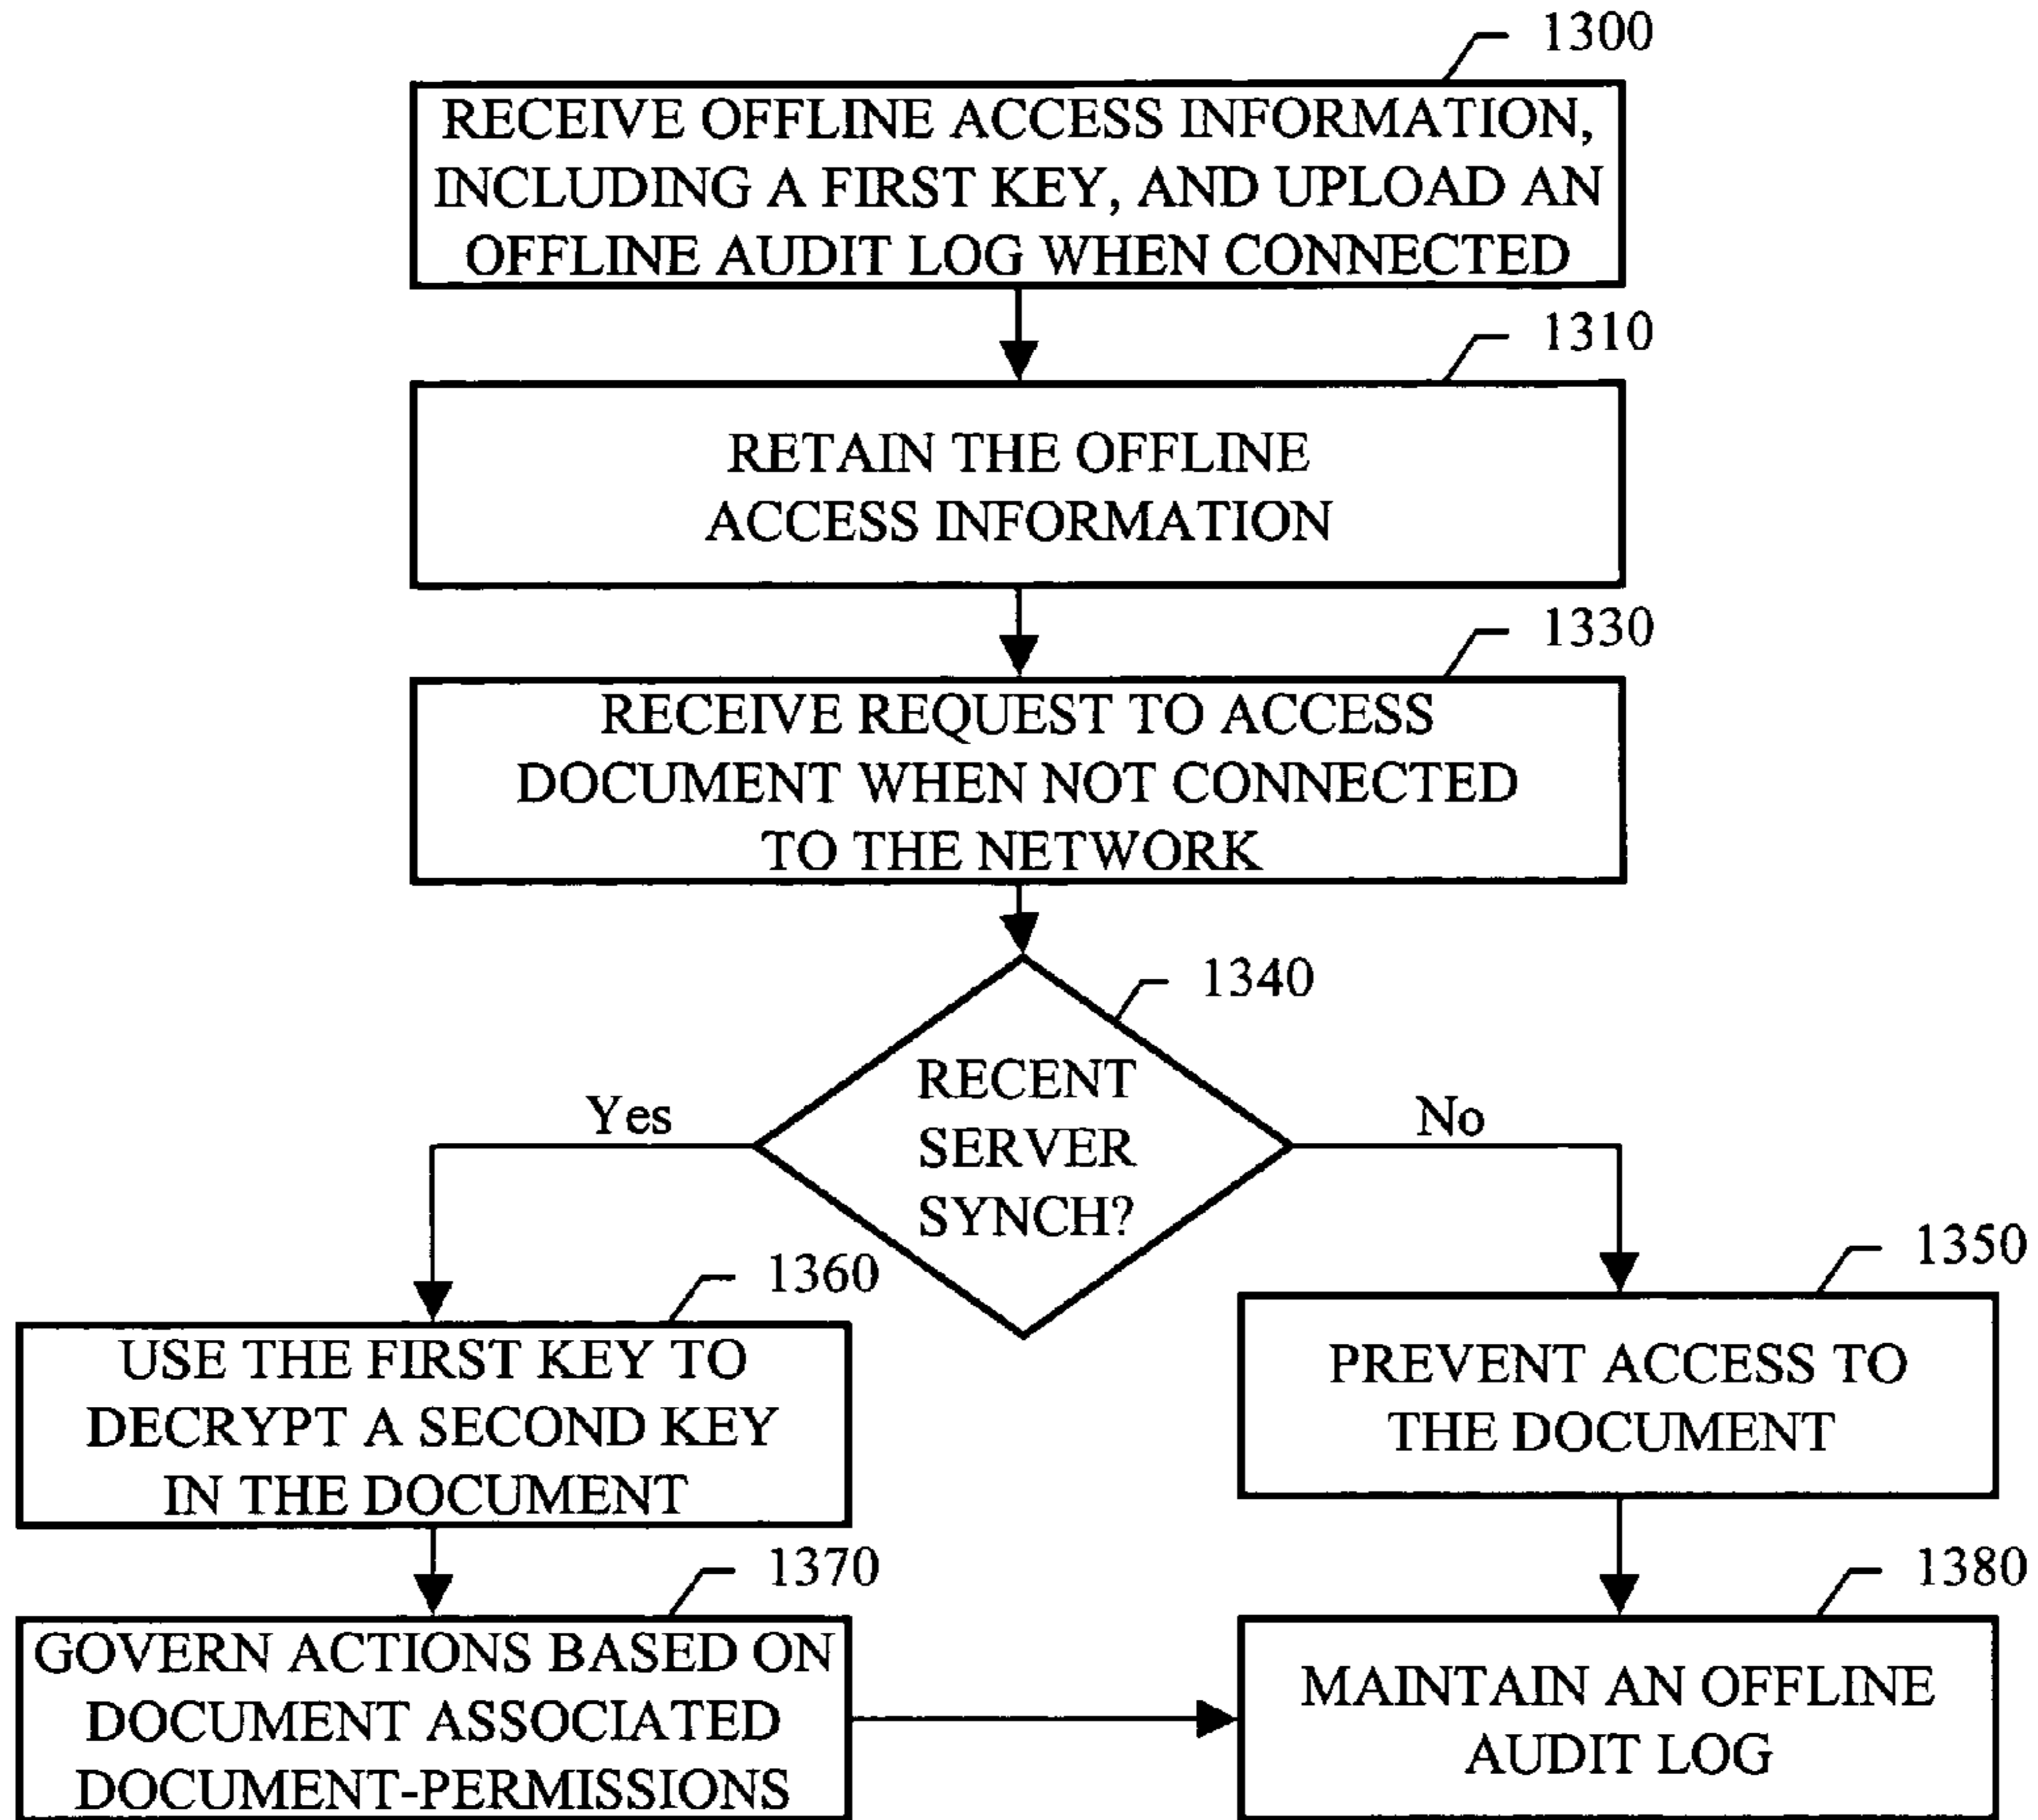 1300
RECEIVE OFFLINE ACCESS INFORMATION,
INCLUDING A FIRST KEY, AND UPLOAD AN
OFFLINE AUDIT LOG WHEN CONNECTED
1310
RETAIN THE OFFLINE
ACCESS INFORMATION
1330
RECEIVE REQUEST TO ACCESS
DOCUMENT WHEN NOT CONNECTED
TO THE NETWORK
1340
RECENT
SERVER
SYNCH?
Yes
No
1360
USE THE FIRST KEY TO
DECRYPT A SECOND KEY
IN THE DOCUMENT
1350
PREVENT ACCESS TO
THE DOCUMENT
1370
GOVERN ACTIONS BASED ON
DOCUMENT ASSOCIATED
DOCUMENT-PERMISSIONS
1380
MAINTAIN AN OFFLINE
AUDIT LOG